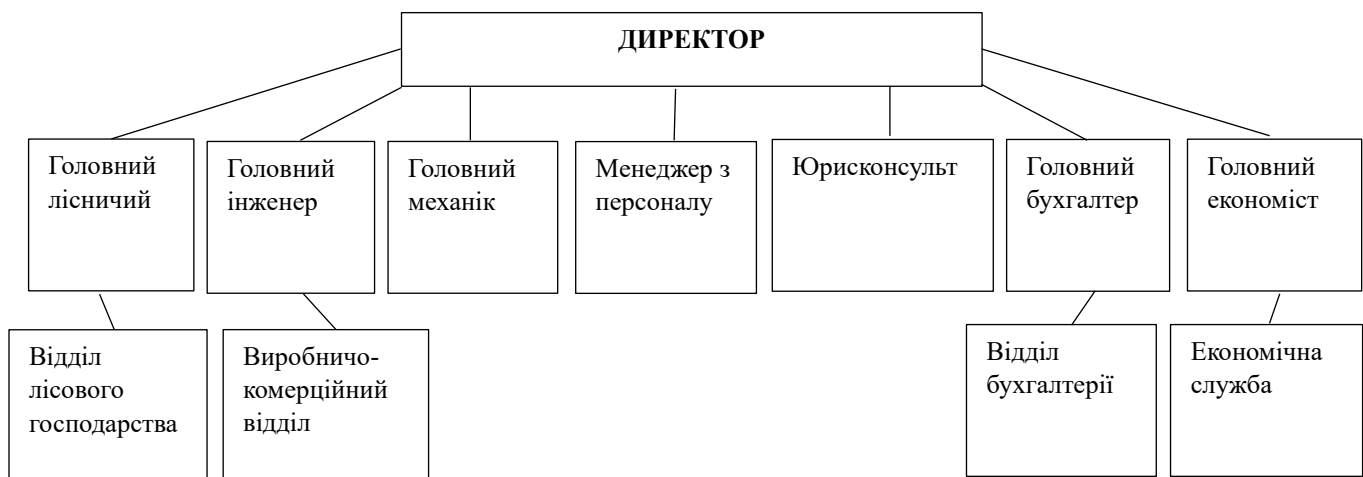 ДИРЕКТОР
Головний
лісничий
Головний
інженер
Головний
механік
Менеджер з
персоналу
Юрисконсульт
Головний
бухгалтер
Головний
економіст
Відділ
лісового
господарства
Виробничо-
комерційний
відділ
Відділ
бухгалтерії
Економічна
служба